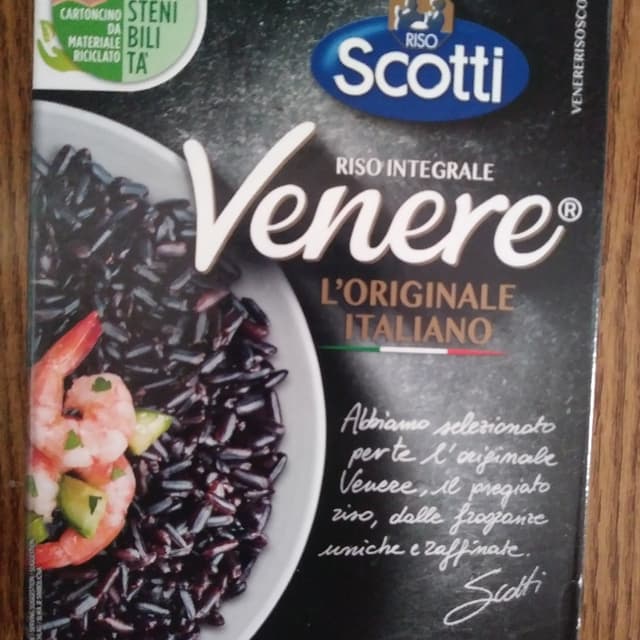 CARTONCINO
DA
MATERIALE
RICICLATO
STENI
BILI
TÀ
RISO
Scotti
VENERERISOSCO
RISO INTEGRALE
Venere®
L'ORIGINALE
ITALIANO
Abbiamo selezionato
per te l'originale
Venere, il pregiato
riso, dalle fragranze
uniche e raffinate.
Scotti